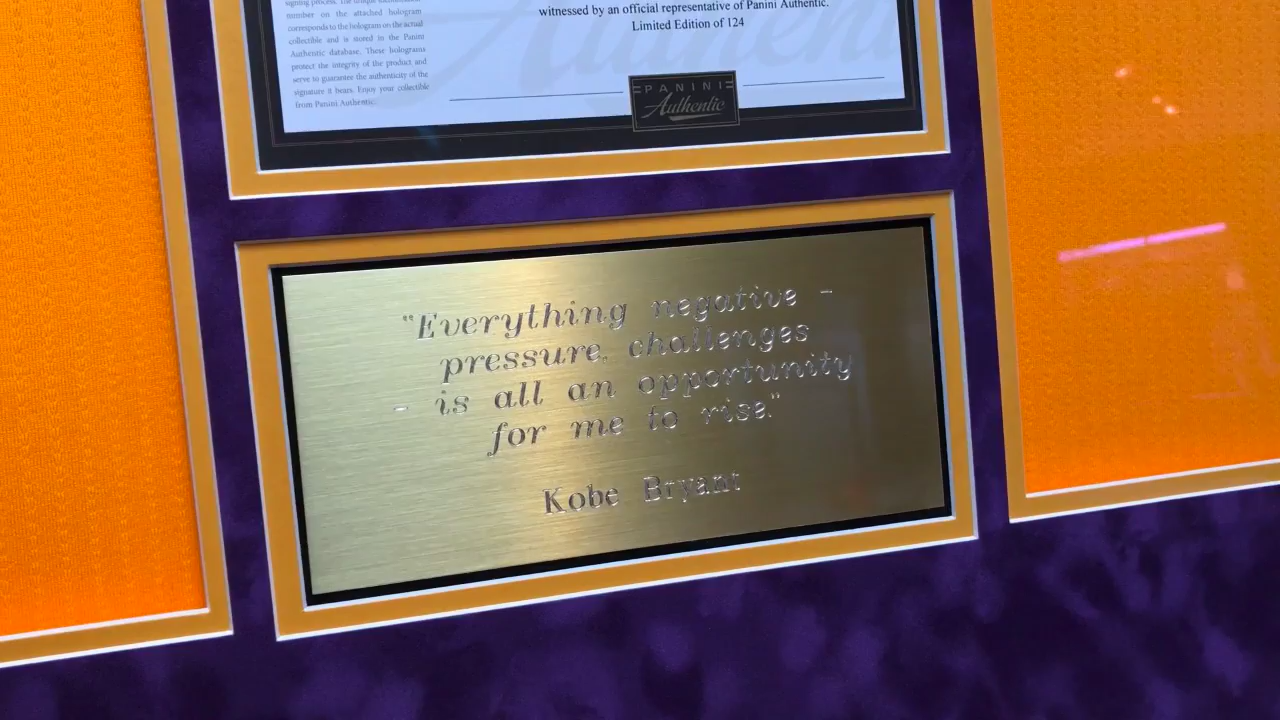 signing process. The unique
number on the attached hologram
corresponds to the hologram on the actual
collectible and is stored in the Panini
Authentic database. These holograms
protect the integrity of the product and
serve to guarantee the authenticity of the
signature it bears. Enjoy your collectible
from Panini Authentic.
witnessed by an official representative of Panini Authentic.
Limited Edition of 124
PANINI
Authentic
"Everything negative -
pressure, challenges
- is all an opportunity
for me to rise."
Kobe Bryant